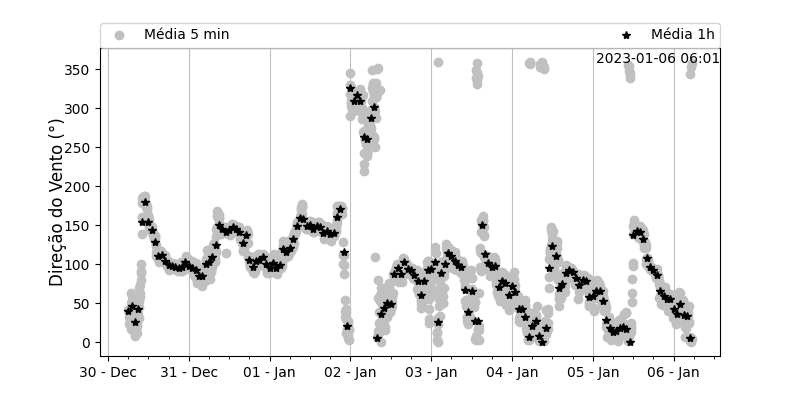 Média 5 min
Média 1h
2023-01-06 06:01
Direção do Vento (°)
350
300
250
200
150
100
50
0
30 - Dec
31 - Dec
01 - Jan
02 - Jan
03 - Jan
04 - Jan
05 - Jan
06 - Jan